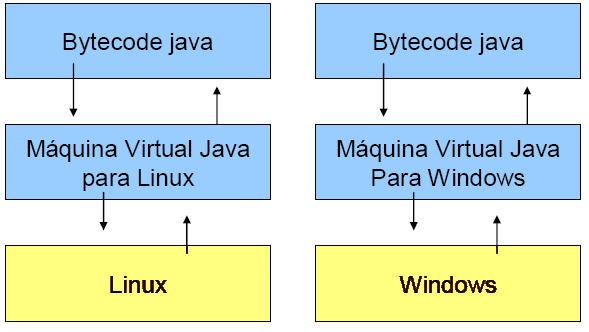 Bytecode java
Máquina Virtual Java
para Linux
Linux
Bytecode java
Máquina Virtual Java
Para Windows
Windows